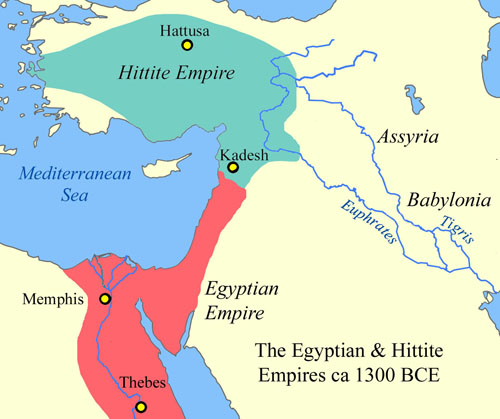 Hattusa
Hittite Empire
Assyria
Kadesh
Mediterranean
Sea
Babylonia
Euphrates
Tigris
Memphis
Egyptian
Empire
The Egyptian & Hittite
Empires ca 1300 BCE
Thebes